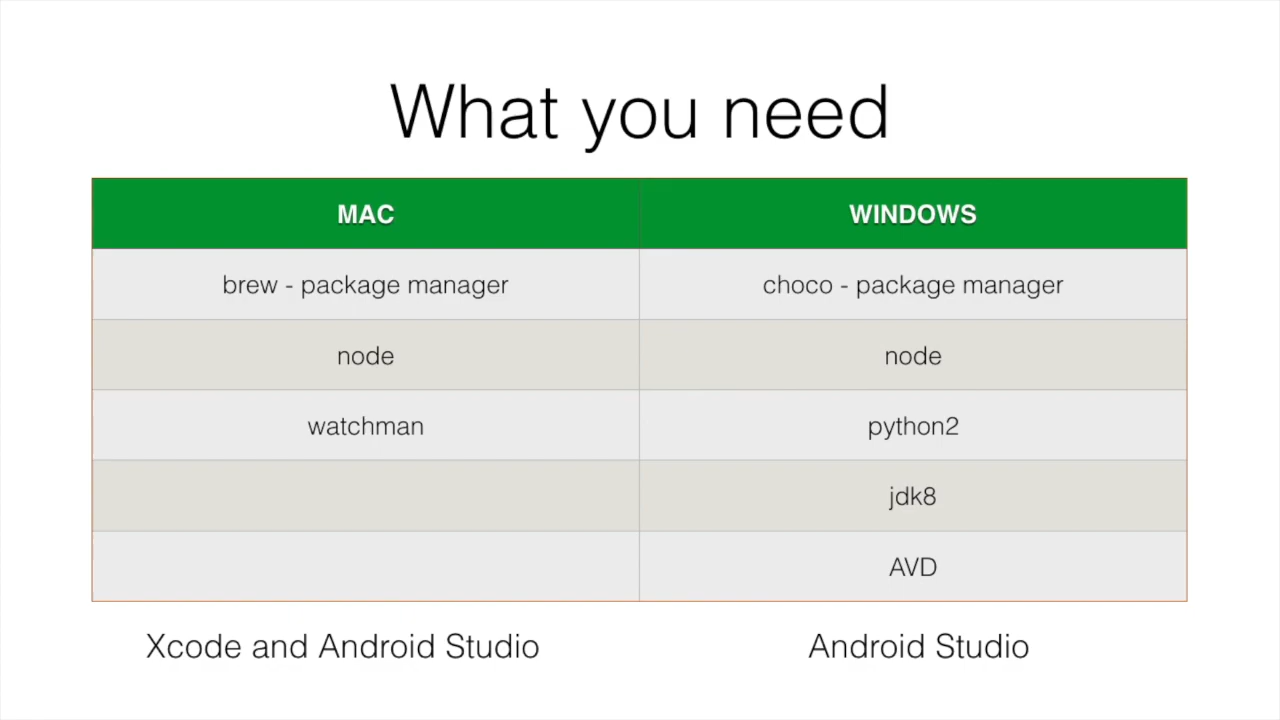 What you need
MAC WINDOWS
brew - package manager choco - package manager
node node
watchman python2
jdk8
AVD
Xcode and Android Studio Android Studio